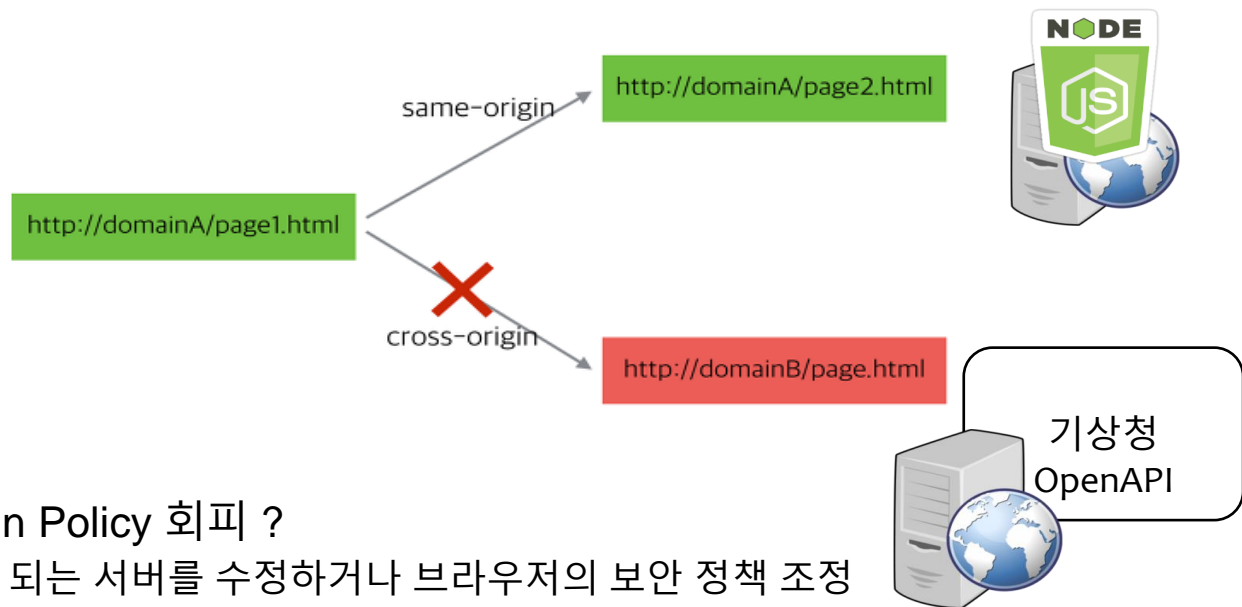 NODE
JS
http://domainA/page2.html
same-origin
http://domainA/page1.html
cross-origin
http://domainB/page.html
기상청
OpenAPI
n Policy 회피 ?
되는 서버를 수정하거나 브라우저의 보안 정책 조정